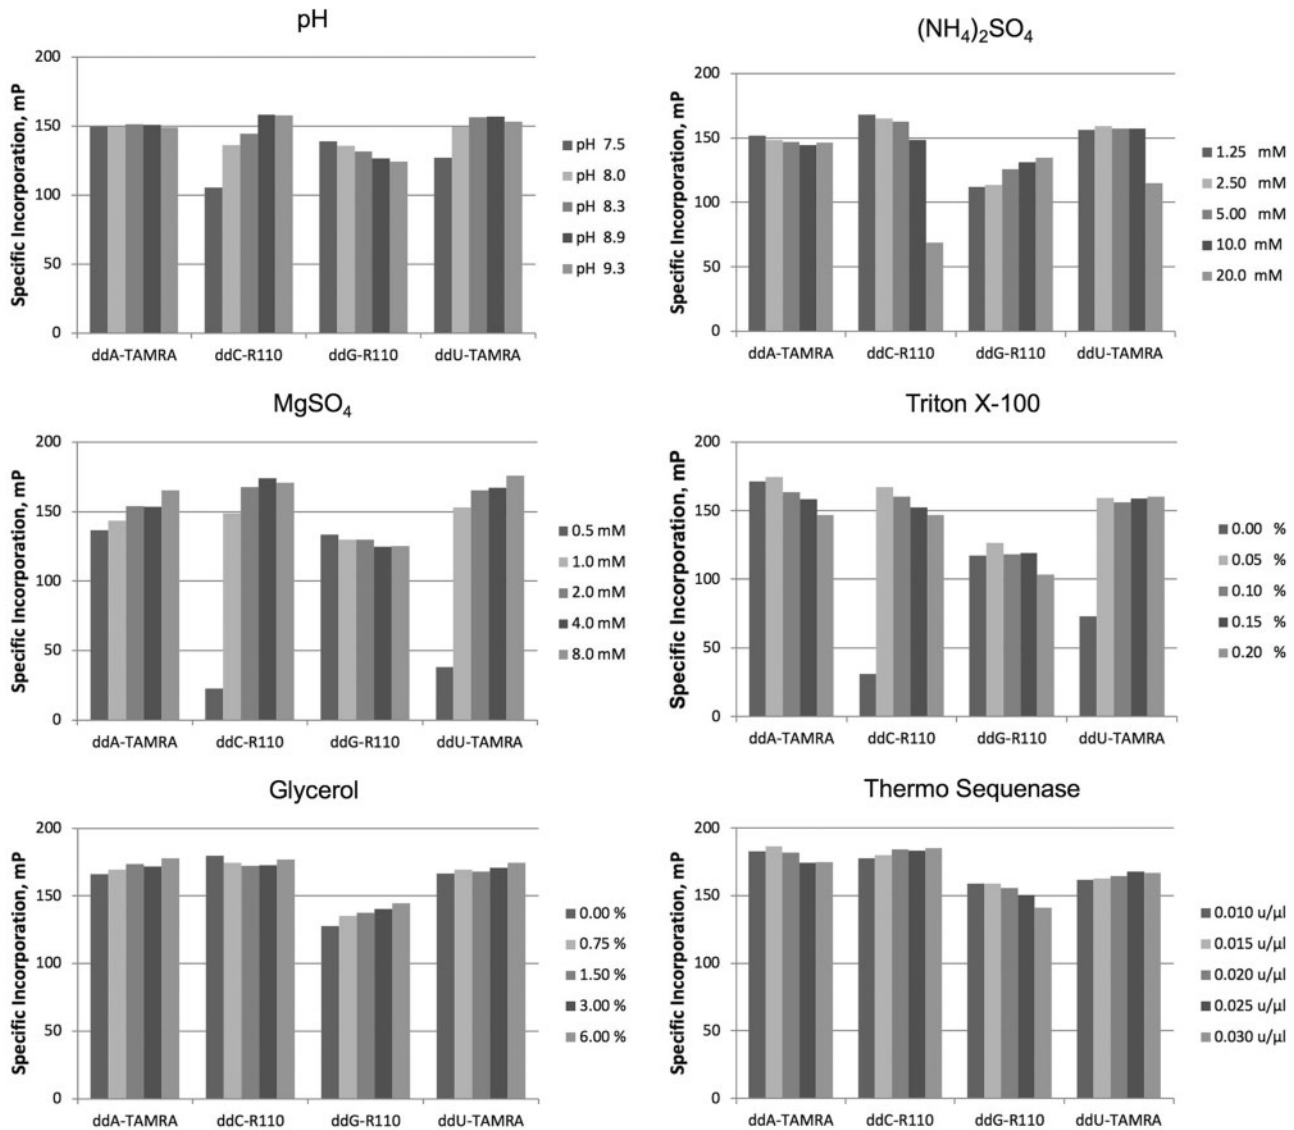 pH
Specific Incorporation, mP
200
150
100
50
0
ddA-TAMRA ddC-R110 ddG-R110 ddU-TAMRA
pH 7.5
pH 8.0
pH 8.3
pH 8.9
pH 9.3
(NH₄)₂SO₄
Specific Incorporation, mP
200
150
100
50
0
ddA-TAMRA ddC-R110 ddG-R110 ddU-TAMRA
1.25 mM
2.50 mM
5.00 mM
10.0 mM
20.0 mM
MgSO₄
Specific Incorporation, mP
200
150
100
50
0
ddA-TAMRA ddC-R110 ddG-R110 ddU-TAMRA
0.5 mM
1.0 mM
2.0 mM
4.0 mM
8.0 mM
Triton X-100
Specific Incorporation, mP
200
150
100
50
0
ddA-TAMRA ddC-R110 ddG-R110 ddU-TAMRA
0.00 %
0.05 %
0.10 %
0.15 %
0.20 %
Glycerol
Specific Incorporation, mP
200
150
100
50
0
ddA-TAMRA ddC-R110 ddG-R110 ddU-TAMRA
0.00 %
0.75 %
1.50 %
3.00 %
6.00 %
Thermo Sequenase
Specific Incorporation, mP
200
150
100
50
0
ddA-TAMRA ddC-R110 ddG-R110 ddU-TAMRA
0.010 u/µl
0.015 u/µl
0.020 u/µl
0.025 u/µl
0.030 u/µl